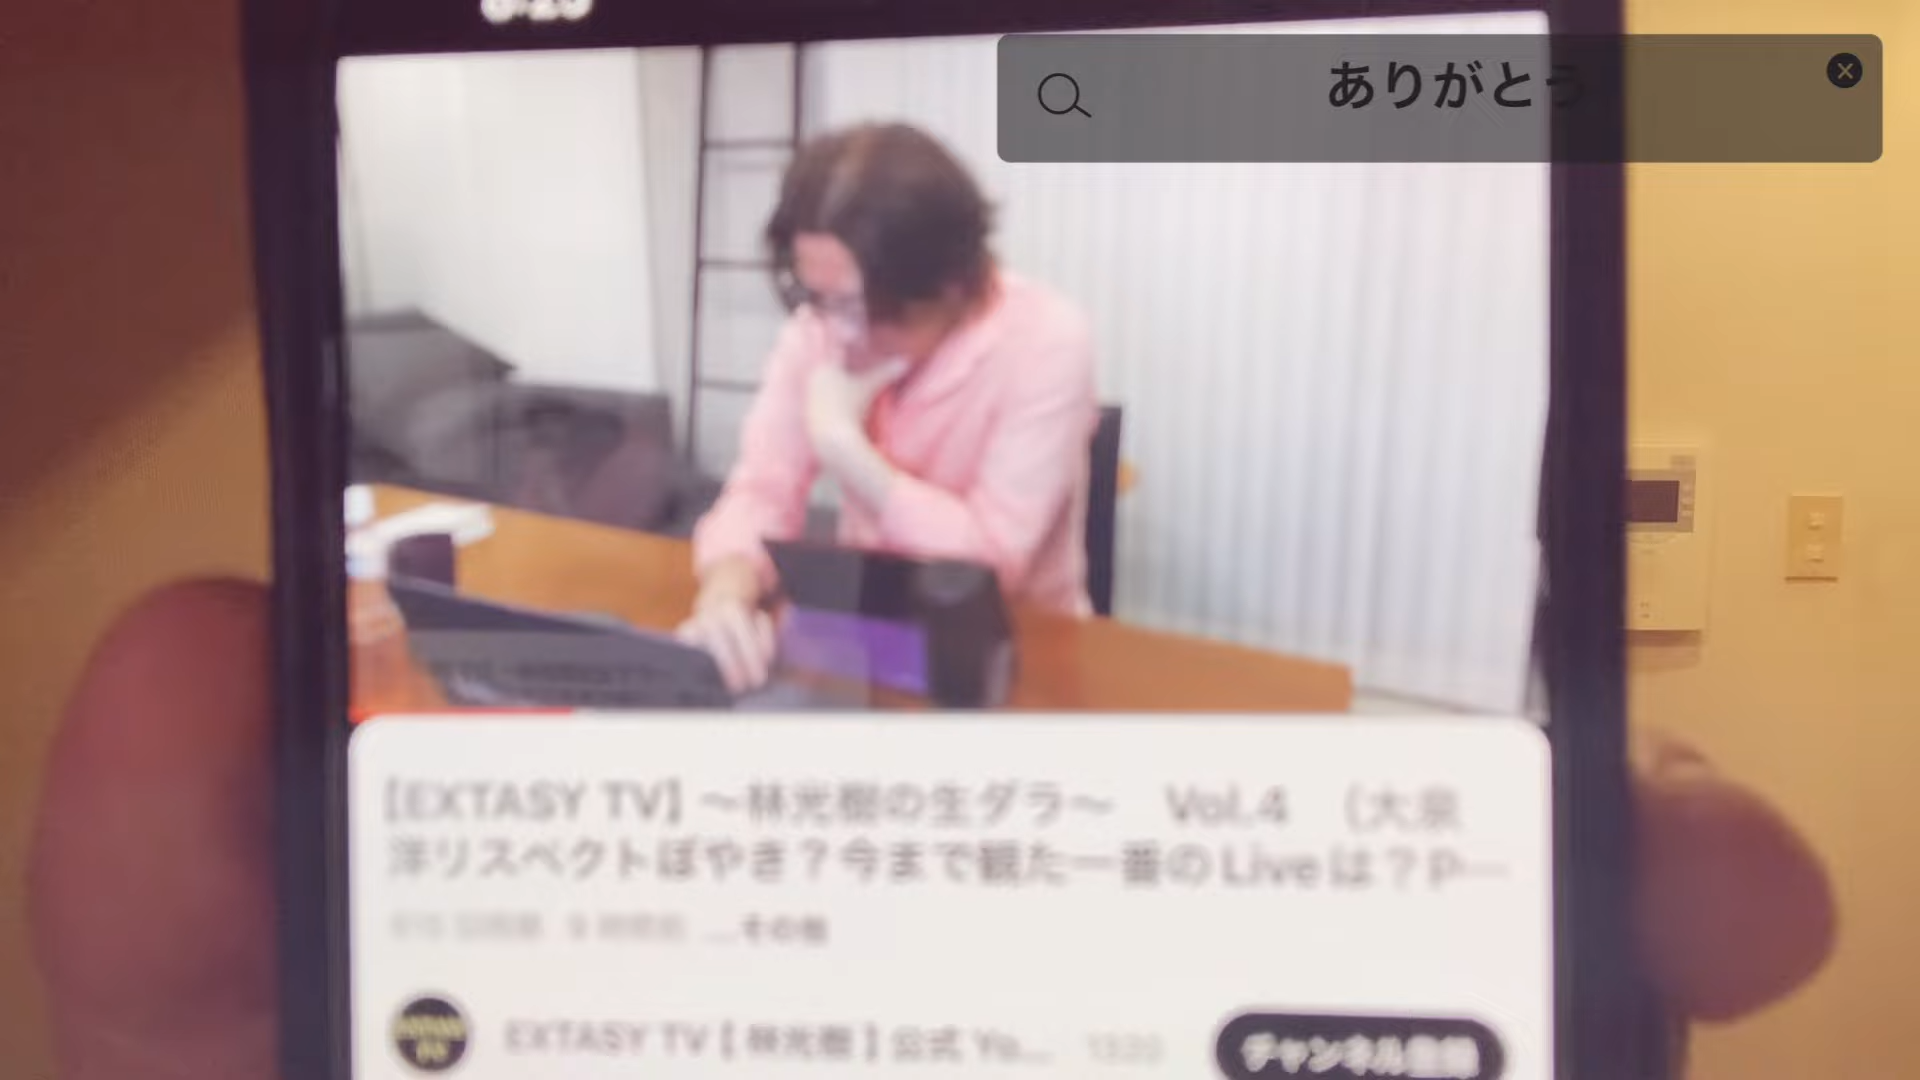 ありがとう
【EXTASY TV】〜林光樹の生ダラ〜 Vol.4 （大泉
洋リスペクトぼやき？今まで観た一番のLiveは？P…
...その他
EXTASY TV【 林光樹 】公式 Yo...
チャンネル登録